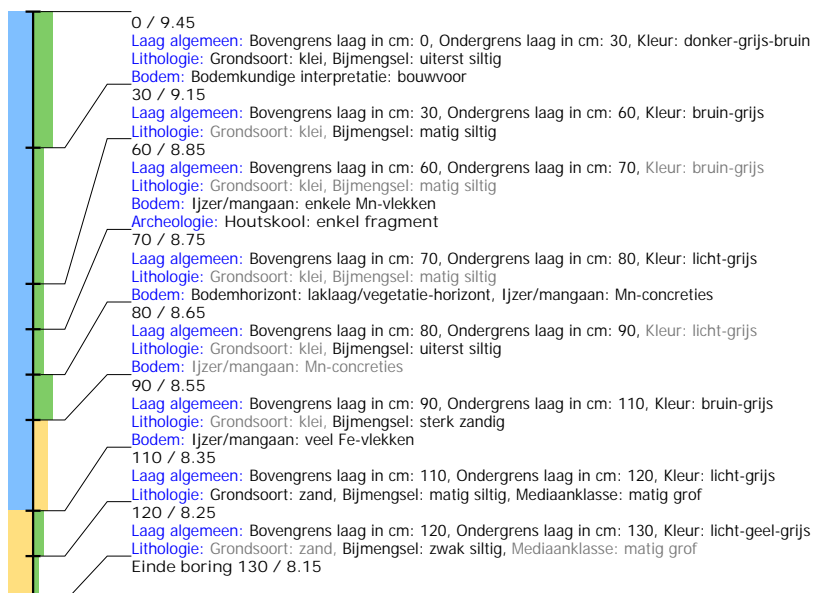 0 / 9.45
Laag algemeen: Bovengrens laag in cm: 0, Ondergrens laag in cm: 30, Kleur: donker-grijs-bruin
Lithologie: Grondsoort: klei, Bijmengsel: uiterst siltig
Bodem: Bodemkundige interpretatie: bouwvoor
30 / 9.15
Laag algemeen: Bovengrens laag in cm: 30, Ondergrens laag in cm: 60, Kleur: bruin-grijs
Lithologie: Grondsoort: klei, Bijmengsel: matig siltig
60 / 8.85
Laag algemeen: Bovengrens laag in cm: 60, Ondergrens laag in cm: 70, Kleur: bruin-grijs
Lithologie: Grondsoort: klei, Bijmengsel: matig siltig
Bodem: Ijzer/mangaan: enkele Mn-vlekken
Archeologie: Houtskool: enkel fragment
70 / 8.75
Laag algemeen: Bovengrens laag in cm: 70, Ondergrens laag in cm: 80, Kleur: licht-grijs
Lithologie: Grondsoort: klei, Bijmengsel: matig siltig
Bodem: Bodemhorizont: laklaag/vegetatie-horizont, Ijzer/mangaan: Mn-concreties
80 / 8.65
Laag algemeen: Bovengrens laag in cm: 80, Ondergrens laag in cm: 90, Kleur: licht-grijs
Lithologie: Grondsoort: klei, Bijmengsel: uiterst siltig
Bodem: Ijzer/mangaan: Mn-concreties
90 / 8.55
Laag algemeen: Bovengrens laag in cm: 90, Ondergrens laag in cm: 110, Kleur: bruin-grijs
Lithologie: Grondsoort: klei, Bijmengsel: sterk zandig
Bodem: Ijzer/mangaan: veel Fe-vlekken
110 / 8.35
Laag algemeen: Bovengrens laag in cm: 110, Ondergrens laag in cm: 120, Kleur: licht-grijs
Lithologie: Grondsoort: zand, Bijmengsel: matig siltig, Mediaanklasse: matig grof
120 / 8.25
Laag algemeen: Bovengrens laag in cm: 120, Ondergrens laag in cm: 130, Kleur: licht-geel-grijs
Lithologie: Grondsoort: zand, Bijmengsel: zwak siltig, Mediaanklasse: matig grof
Einde boring 130 / 8.15